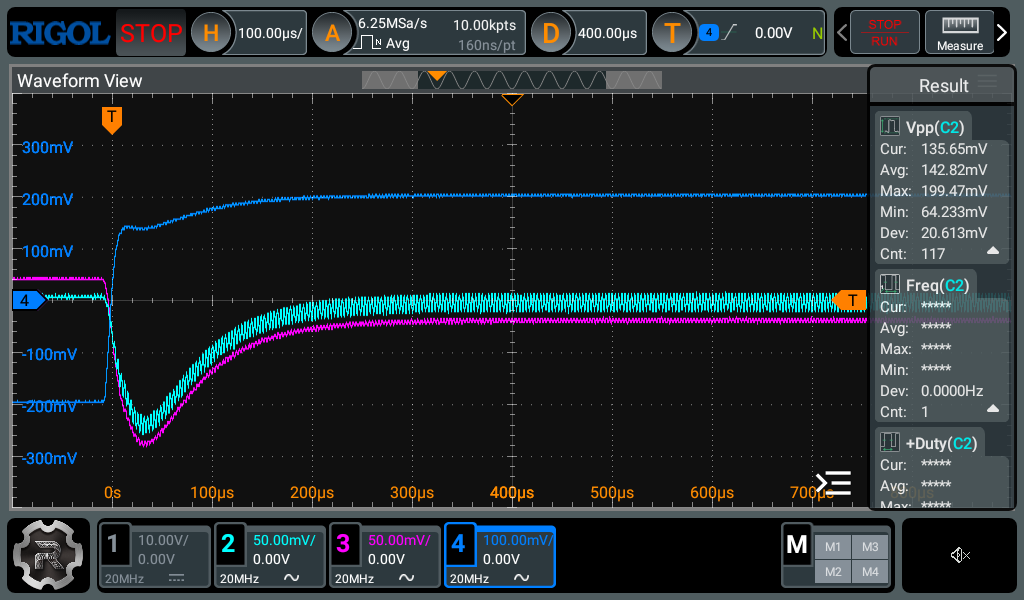 RIGOL STOP H 100.00μs/ A 6.25MSa/s 10.00kpts D 400.00μs T 4 0.00V N STOP Measure
N Avg 160ns/pt RUN
Waveform View
Result
T
300mV
200mV
100mV
4
T
-100mV
-200mV
-300mV
0s 100μs 200μs 300μs 400μs 500μs 600μs 700μs
Vpp(C2)
Cur: 135.65mV
Avg: 142.82mV
Max: 199.47mV
Min: 64.233mV
Dev: 20.613mV
Cnt: 117
Freq(C2)
Cur: *****
Avg: *****
Max: *****
Min: *****
Dev: 0.0000Hz
Cnt: 1
+Duty(C2)
Cur: *****
Avg: *****
Max: *****
R
1 10.00V/ 0.00V 20MHz
2 50.00mV/ 0.00V 20MHz
3 50.00mV/ 0.00V 20MHz
4 100.00mV/ 0.00V 20MHz
M M1 M3
M2 M4